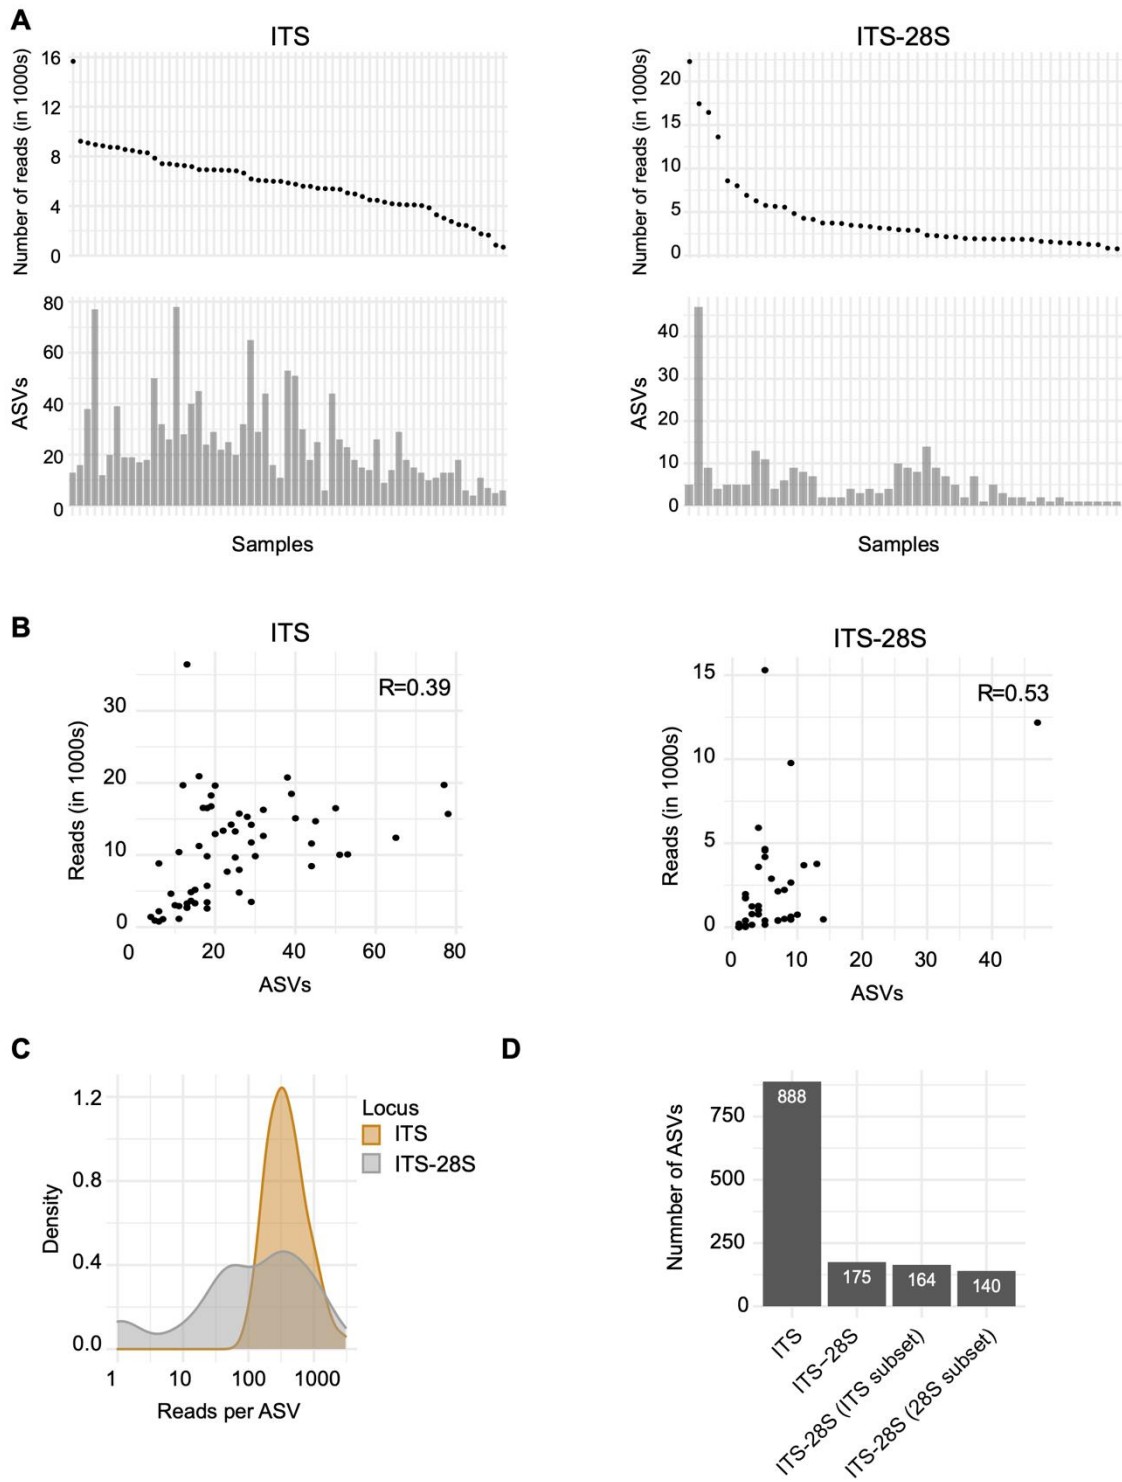 A
ITS
Number of reads (in 1000s)
16
12
8
4
0
ASVs
80
60
40
20
0
Samples
ITS-28S
Number of reads (in 1000s)
20
15
10
5
0
ASVs
40
30
20
10
0
Samples
B
ITS
R=0.39
Reads (in 1000s)
30
20
10
0
0 20 40 60 80
ASVs
ITS-28S
R=0.53
Reads (in 1000s)
15
10
5
0
0 10 20 30 40
ASVs
C
Density
1.2
0.8
0.4
0.0
1 10 100 1000
Reads per ASV
Locus
ITS
ITS-28S
D
Numnber of ASVs
750
500
250
0
888
175
164
140
ITS
ITS-28S
ITS-28S (ITS subset)
ITS-28S (28S subset)